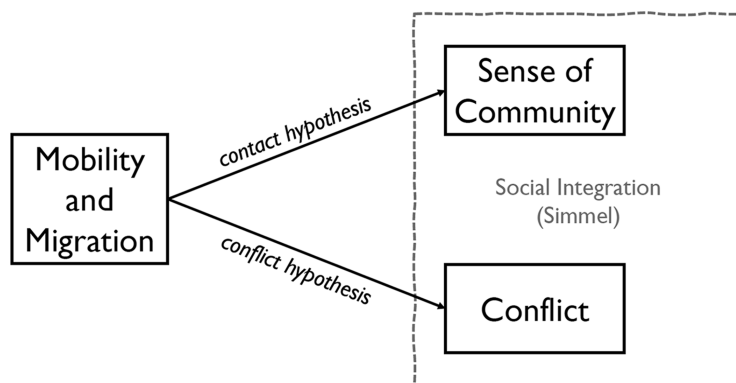 Sense of
Community
contact hypothesis
Mobility
and
Migration
Social Integration
(Simmel)
conflict hypothesis
Conflict